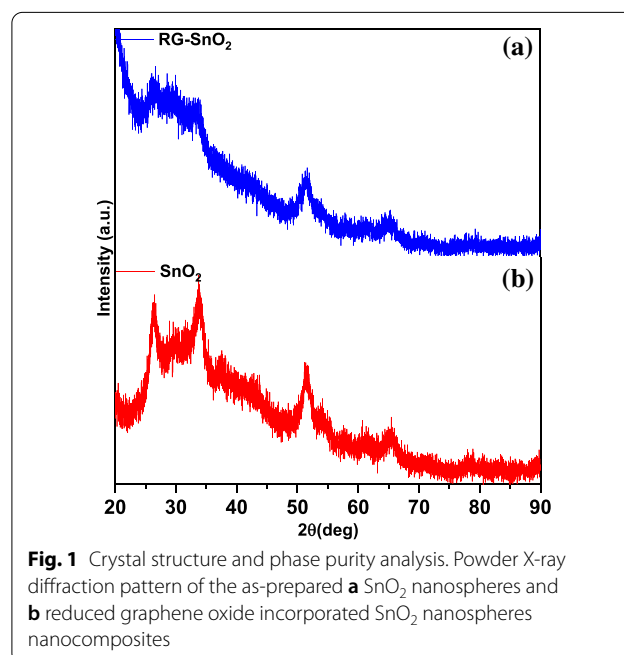 RG-SnO₂
(a)
SnO₂
(b)
Intensity (a.u.)
20 30 40 50 60 70 80 90
2θ(deg)
Fig. 1 Crystal structure and phase purity analysis. Powder X-ray
diffraction pattern of the as-prepared a SnO₂ nanospheres and
b reduced graphene oxide incorporated SnO₂ nanospheres
nanocomposites